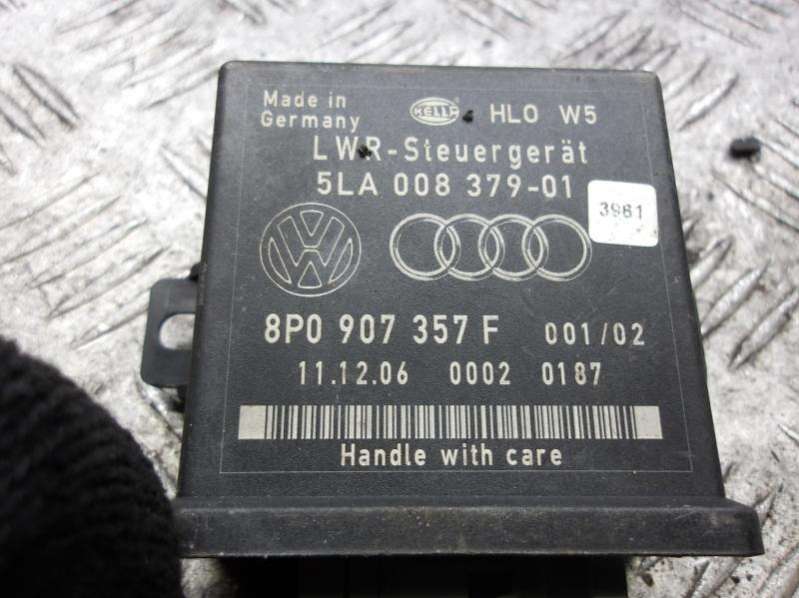 Made in
Germany
HELLA
HLO W5
LWR-Steuergerät
5LA 008 379-01
3961
8P0 907 357 F 001/02
11.12.06 0002 0187
Handle with care